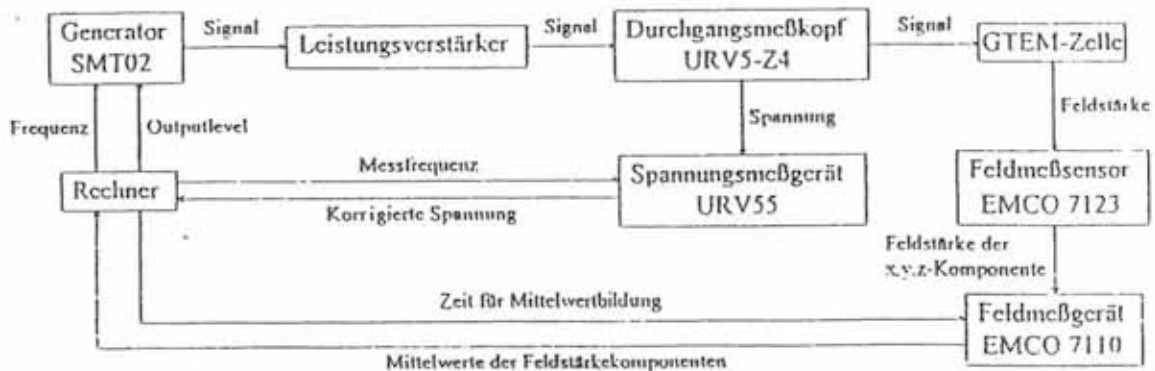 Generator
SMT02
Signal
Leistungsverstärker
Signal
Durchgangsmeßkopf
URV5-Z4
Signal
GTEM-Zelle
Frequenz
Outputlevel
Spannung
Feldstärke
Rechner
Messfrequenz
Korrigierte Spannung
Spannungsmeßgerät
URV55
Feldmeßsensor
EMCO 7123
Feldstärke der
x,y,z-Komponente
Zeit für Mittelwertbildung
Feldmeßgerät
EMCO 7110
Mittelwerte der Feldstärkekomponenten